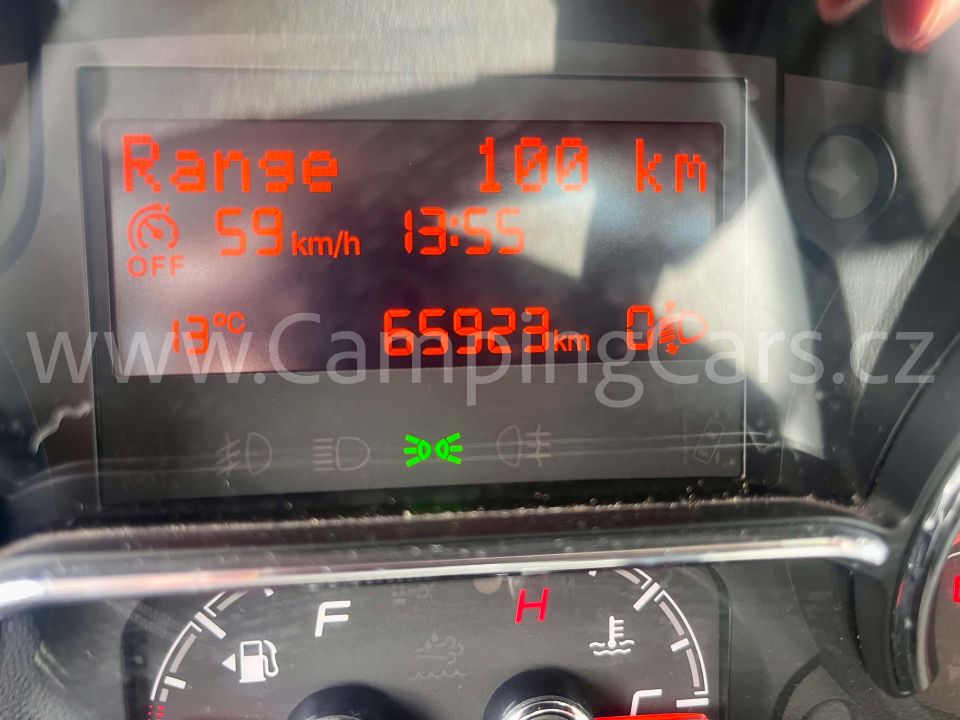 Range 100 km
59 km/h 13:55
OFF
13°C 65923 km 0
www.CampingCars.cz
F H
C